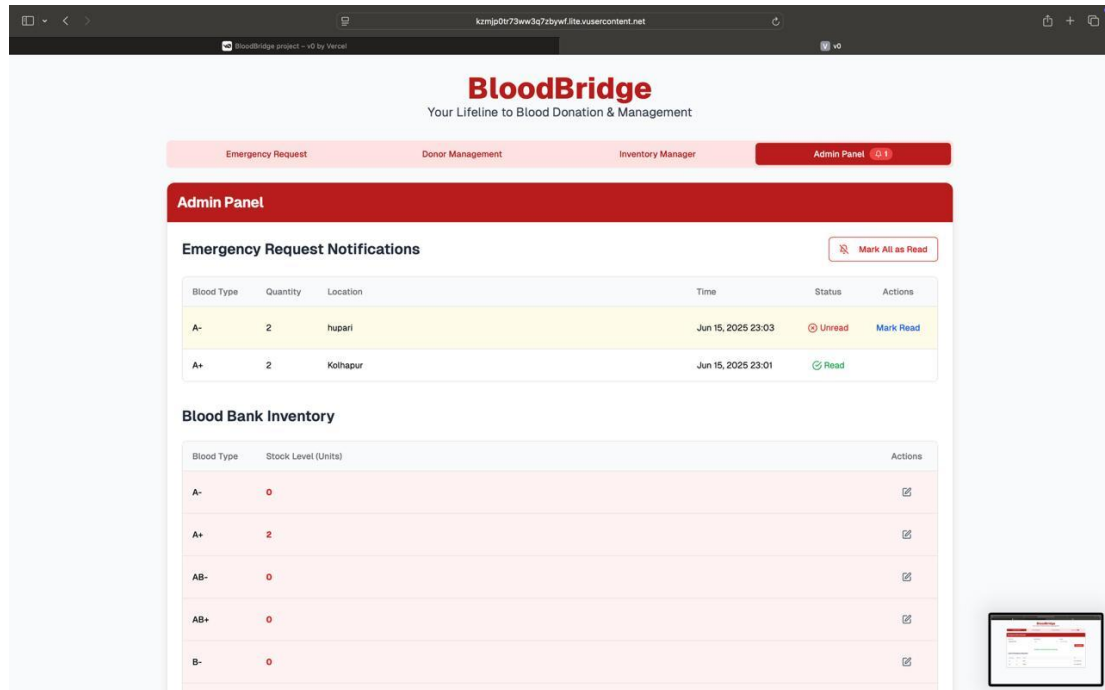 kzmjp0tr73ww3q7zbywf.lite.vusercontent.net
v0 BloodBridge project – v0 by Vercel
V v0
BloodBridge
Your Lifeline to Blood Donation & Management
Emergency Request Donor Management Inventory Manager Admin Panel 1
Admin Panel
Emergency Request Notifications Mark All as Read
Blood Type Quantity Location Time Status Actions
A- 2 hupari Jun 15, 2025 23:03 Unread Mark Read
A+ 2 Kolhapur Jun 15, 2025 23:01 Read
Blood Bank Inventory
Blood Type Stock Level (Units) Actions
A- 0
A+ 2
AB- 0
AB+ 0
B- 0